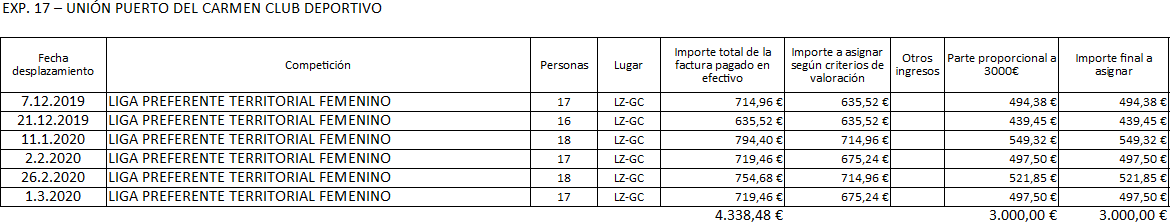 EXP. 17 – UNIÓN PUERTO DEL CARMEN CLUB DEPORTIVO
Fecha desplazamiento | Competición | Personas | Lugar | Importe total de la factura pagado en efectivo | Importe a asignar según criterios de valoración | Otros ingresos | Parte proporcional a 3000€ | Importe final a asignar
7.12.2019 | LIGA PREFERENTE TERRITORIAL FEMENINO | 17 | LZ-GC | 714,96 € | 635,52 € | | 494,38 € | 494,38 €
21.12.2019 | LIGA PREFERENTE TERRITORIAL FEMENINO | 16 | LZ-GC | 635,52 € | 635,52 € | | 439,45 € | 439,45 €
11.1.2020 | LIGA PREFERENTE TERRITORIAL FEMENINO | 18 | LZ-GC | 794,40 € | 714,96 € | | 549,32 € | 549,32 €
2.2.2020 | LIGA PREFERENTE TERRITORIAL FEMENINO | 17 | LZ-GC | 719,46 € | 675,24 € | | 497,50 € | 497,50 €
26.2.2020 | LIGA PREFERENTE TERRITORIAL FEMENINO | 18 | LZ-GC | 754,68 € | 714,96 € | | 521,85 € | 521,85 €
1.3.2020 | LIGA PREFERENTE TERRITORIAL FEMENINO | 17 | LZ-GC | 719,46 € | 675,24 € | | 497,50 € | 497,50 €
4.338,48 € | 3.000,00 € | 3.000,00 €